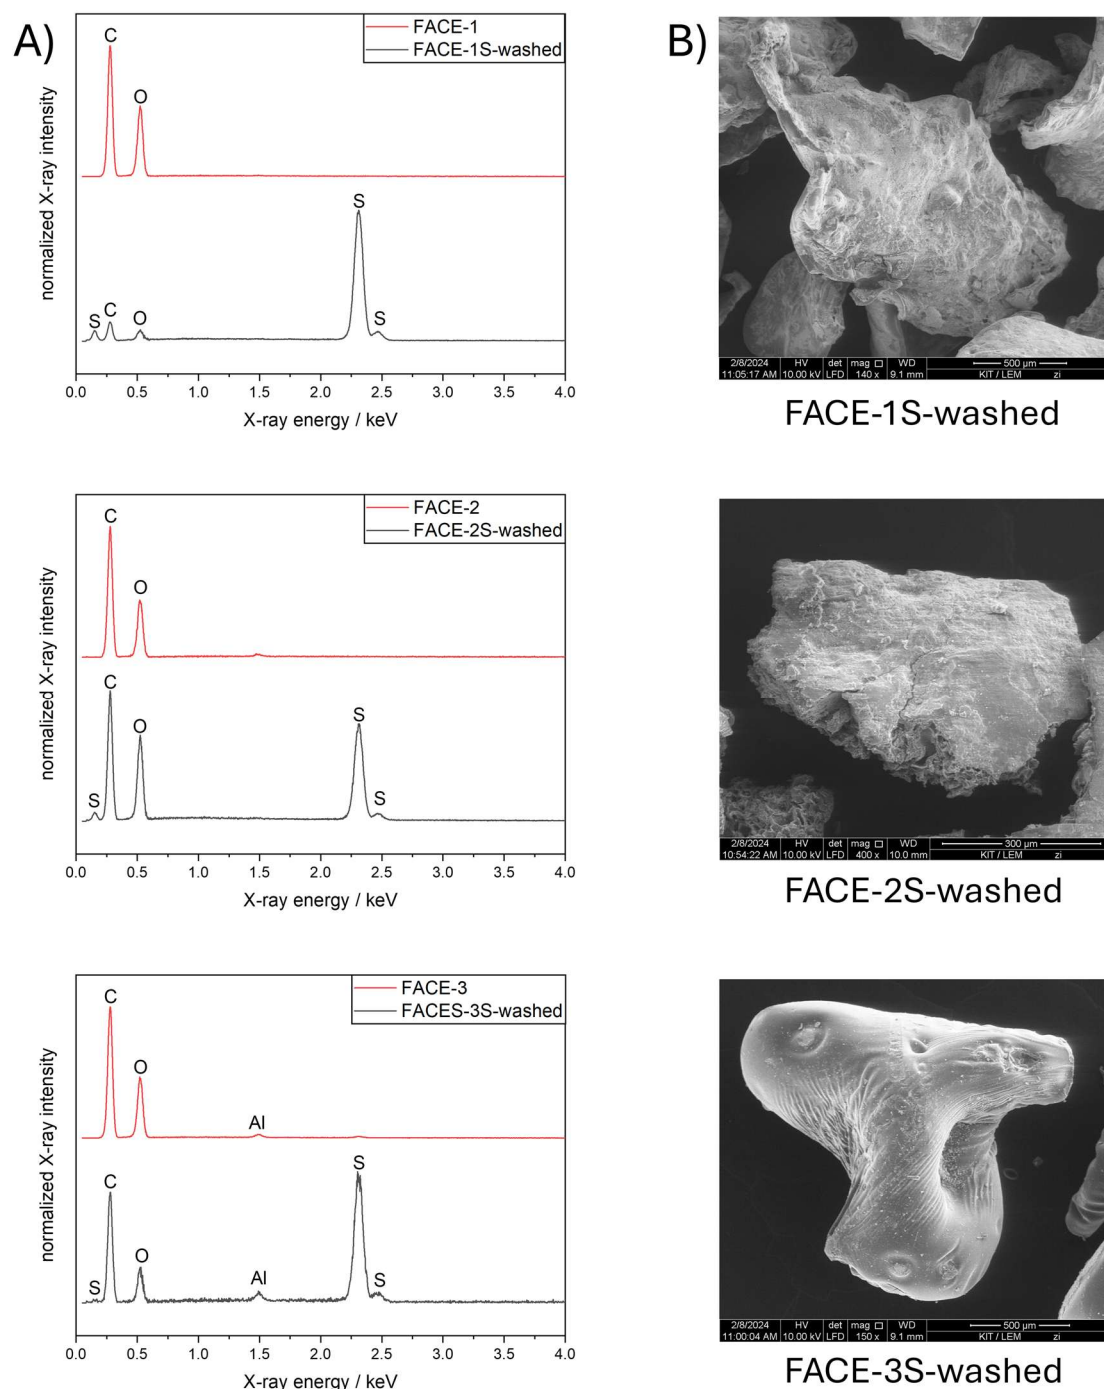 A)
FACE-1
FACE-1S-washed
C
O
S
S
C
O
S
normalized X-ray intensity
0.0 0.5 1.0 1.5 2.0 2.5 3.0 3.5 4.0
X-ray energy / keV
B)
2/8/2024 HV det mag □ WD 500 µm
11:05:17 AM 10.00 kV LFD 140 x 9.1 mm KIT / LEM zi
FACE-1S-washed
FACE-2
FACE-2S-washed
C
O
C
O
S
S
S
normalized X-ray intensity
0.0 0.5 1.0 1.5 2.0 2.5 3.0 3.5 4.0
X-ray energy / keV
2/8/2024 HV det mag □ WD 300 µm
10:54:22 AM 10.00 kV LFD 400 x 10.0 mm KIT / LEM zi
FACE-2S-washed
FACE-3
FACES-3S-washed
C
O
Al
S
C
O
S
Al
S
normalized X-ray intensity
0.0 0.5 1.0 1.5 2.0 2.5 3.0 3.5 4.0
X-ray energy / keV
2/8/2024 HV det mag □ WD 500 µm
11:00:04 AM 10.00 kV LFD 150 x 9.1 mm KIT / LEM zi
FACE-3S-washed